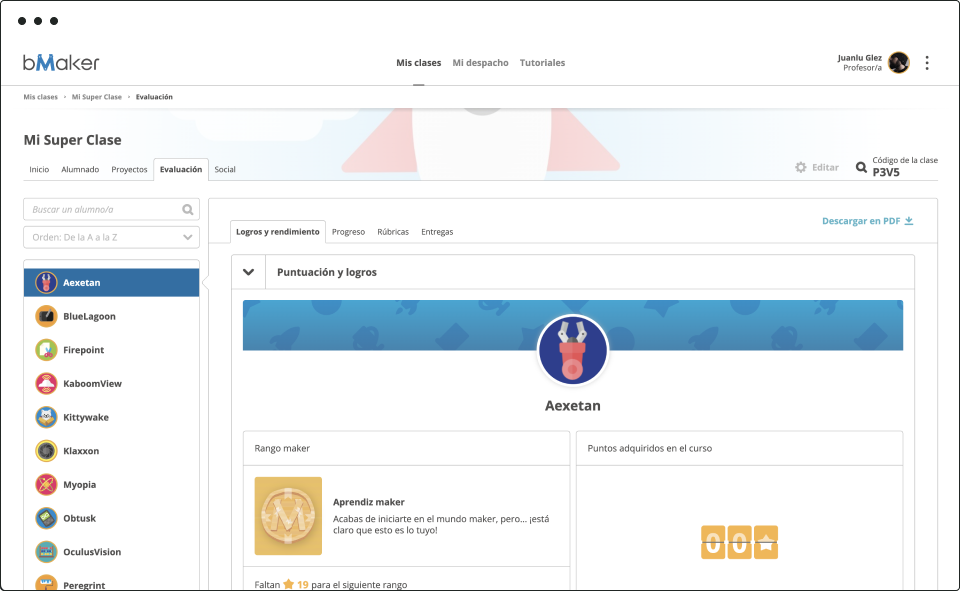 bMaker
Mis clases Mi despacho Tutoriales
Juanlu Glez
Profesor/a
Mis clases • Mi Super Clase • Evaluación
Mi Super Clase
Inicio Alumnado Proyectos Evaluación Social
Editar
Código de la clase
P3V5
Buscar un alumno/a
Orden: De la A a la Z
Aexetan
BlueLagoon
Firepoint
KaboomView
Kittywake
Klaxxon
Myopia
Obtusk
OculusVision
Peregrint
Descargar en PDF
Logros y rendimiento Progreso Rúbricas Entregas
Puntuación y logros
Aexetan
Rango maker
Aprendiz maker
Acabas de iniciarte en el mundo maker, pero... ¡está
claro que esto es lo tuyo!
Faltan 19 para el siguiente rango
Puntos adquiridos en el curso
00